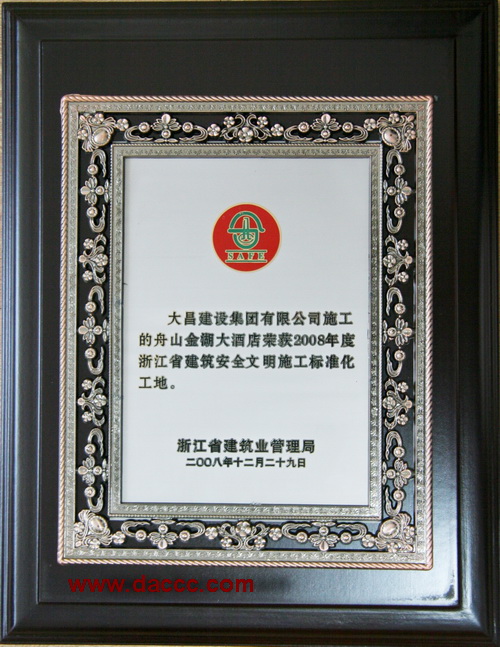 SAFE
大昌建设集团有限公司施工
的舟山金湖大酒店荣获2008年度
浙江省建筑安全文明施工标准化
工地。
浙江省建筑业管理局
二〇〇八年十二月二十九日
www.daccc.com